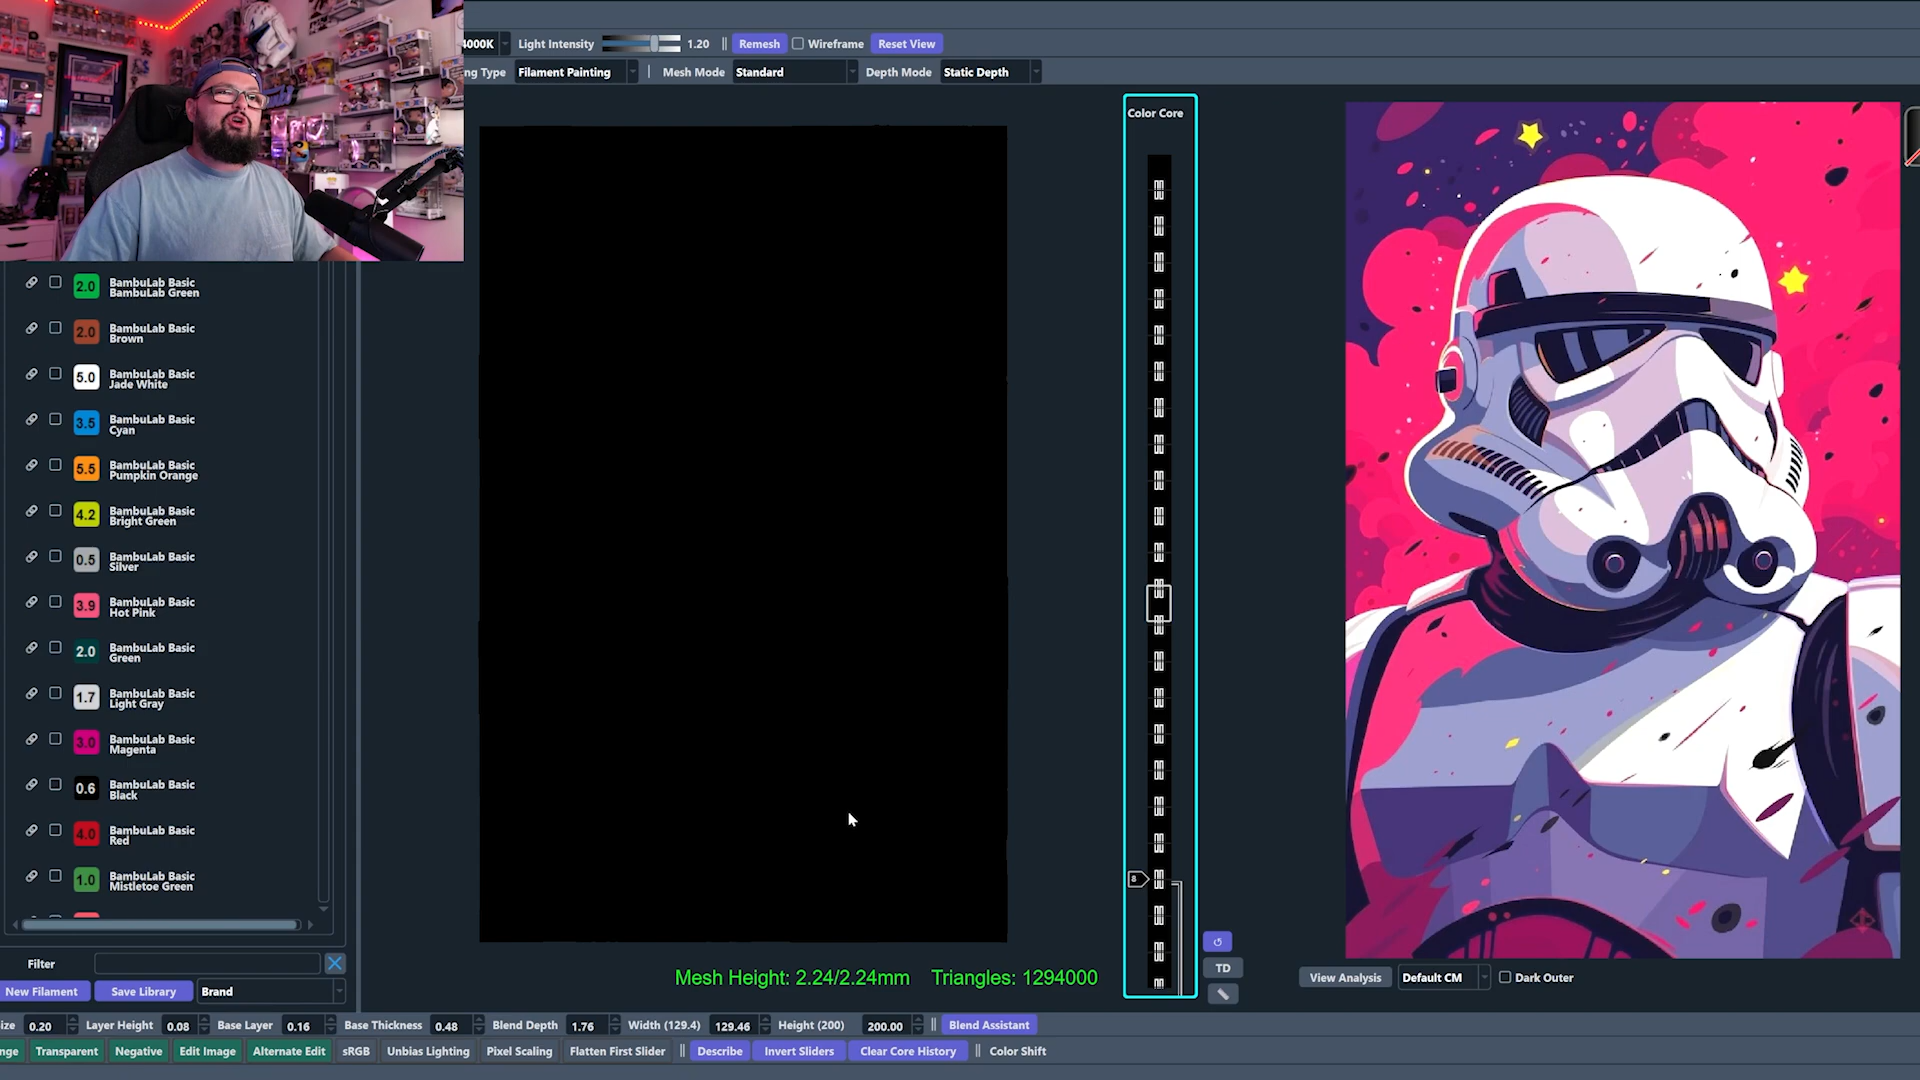 4000K Light Intensity 1.20 || Remesh Wireframe Reset View
ng Type Filament Painting | Mesh Mode Standard Depth Mode Static Depth
Color Core
2.0 BambuLab Basic
BambuLab Green
2.0 BambuLab Basic
Brown
5.0 BambuLab Basic
Jade White
3.5 BambuLab Basic
Cyan
5.5 BambuLab Basic
Pumpkin Orange
4.2 BambuLab Basic
Bright Green
0.5 BambuLab Basic
Silver
3.9 BambuLab Basic
Hot Pink
2.0 BambuLab Basic
Green
1.7 BambuLab Basic
Light Gray
3.0 BambuLab Basic
Magenta
0.6 BambuLab Basic
Black
4.0 BambuLab Basic
Red
1.0 BambuLab Basic
Mistletoe Green
8
Filter
New Filament Save Library Brand
Mesh Height: 2.24/2.24mm Triangles: 1294000
TD
View Analysis Default CM Dark Outer
ize 0.20 Layer Height 0.08 Base Layer 0.16 Base Thickness 0.48 Blend Depth 1.76 Width (129.4) 129.46 Height (200) 200.00 || Blend Assistant
nge Transparent Negative Edit Image Alternate Edit sRGB Unbias Lighting Pixel Scaling Flatten First Slider || Describe Invert Sliders Clear Core History || Color Shift